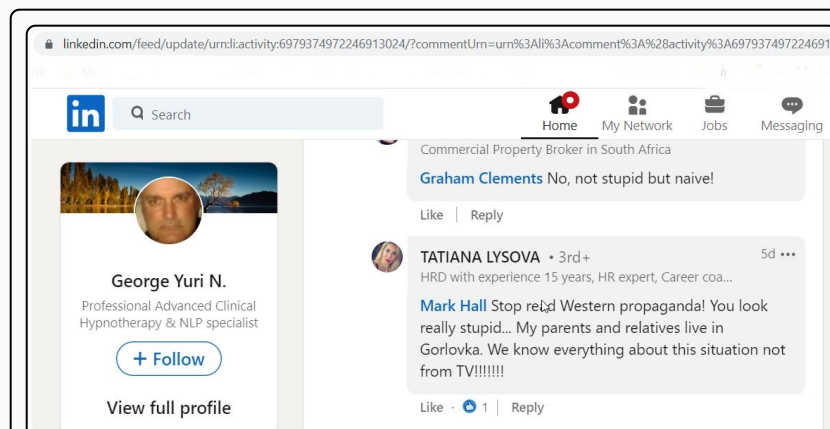 linkedin.com/feed/update/urn:li:activity:6979374972246913024/?commentUrn=urn%3Ali%3Acomment%3A%28activity%3A697937497224691
in
Search
Home
My Network
Jobs
Messaging
George Yuri N.
Professional Advanced Clinical
Hypnotherapy & NLP specialist
+ Follow
View full profile
Commercial Property Broker in South Africa
Graham Clements No, not stupid but naive!
Like | Reply
TATIANA LYSOVA • 3rd+
5d •••
HRD with experience 15 years, HR expert, Career coa...
Mark Hall Stop read Western propaganda! You look
really stupid... My parents and relatives live in
Gorlovka. We know everything about this situation not
from TV!!!!!!!
Like · 1 | Reply